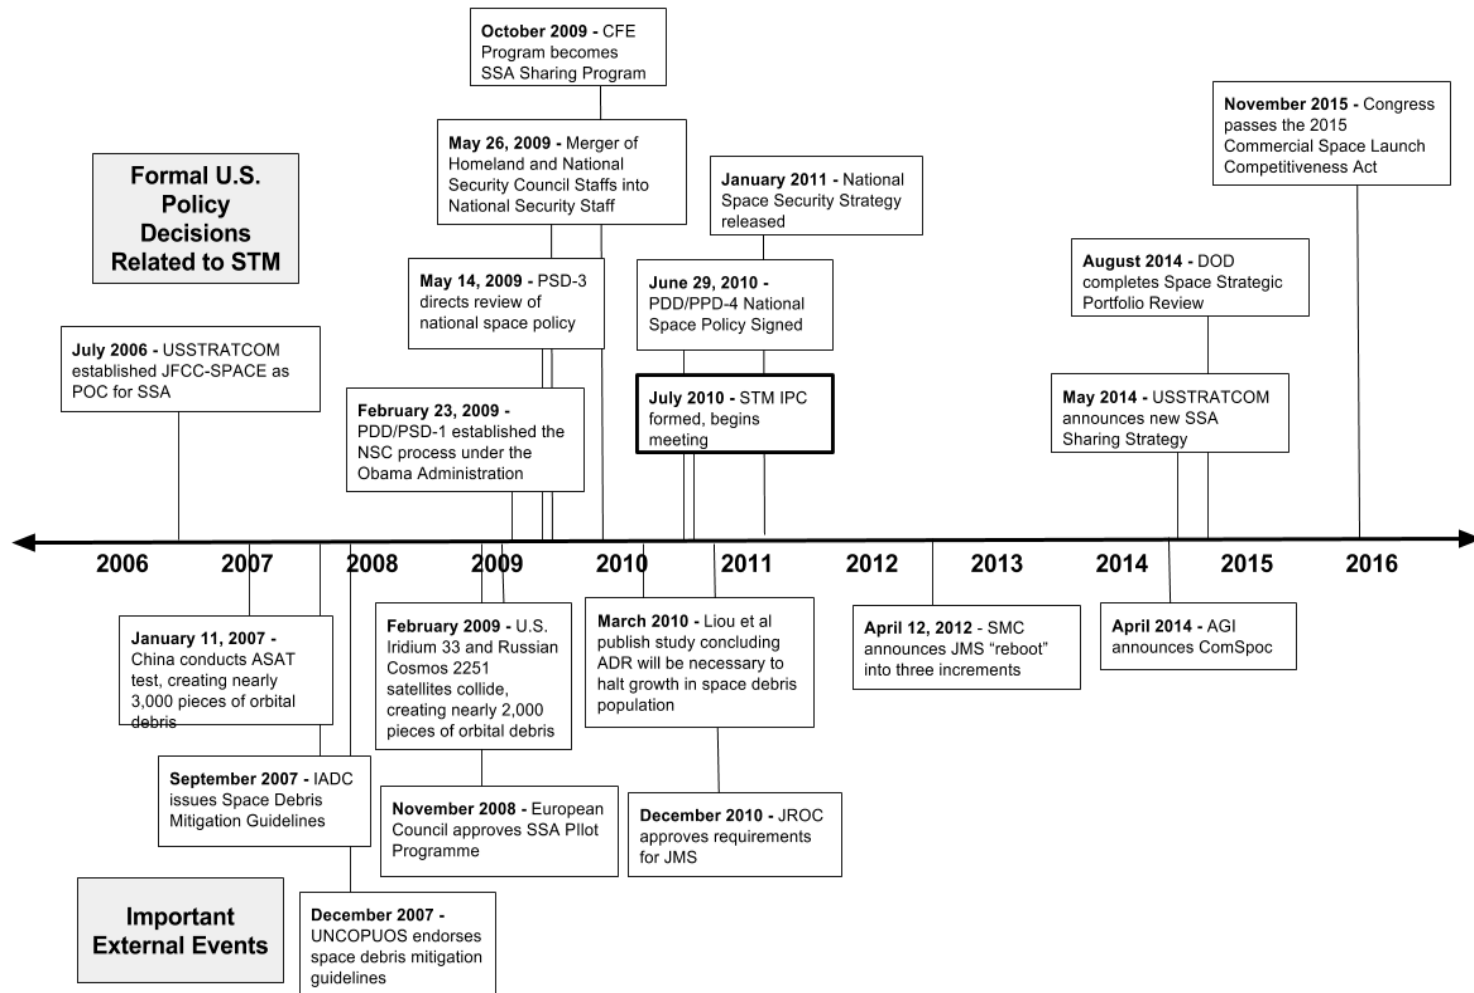 October 2009 - CFE
Program becomes
SSA Sharing Program
November 2015 - Congress
passes the 2015
Commercial Space Launch
Competitiveness Act
May 26, 2009 - Merger of
Homeland and National
Security Council Staffs into
National Security Staff
Formal U.S.
Policy
Decisions
Related to STM
January 2011 - National
Space Security Strategy
released
May 14, 2009 - PSD-3
directs review of
national space policy
June 29, 2010 -
PDD/PPD-4 National
Space Policy Signed
August 2014 - DOD
completes Space Strategic
Portfolio Review
July 2006 - USSTRATCOM
established JFCC-SPACE as
POC for SSA
February 23, 2009 -
PDD/PSD-1 established the
NSC process under the
Obama Administration
July 2010 - STM IPC
formed, begins
meeting
May 2014 - USSTRATCOM
announces new SSA
Sharing Strategy
2006 2007 2008 2009 2010 2011 2012 2013 2014 2015 2016
January 11, 2007 -
China conducts ASAT
test, creating nearly
3,000 pieces of orbital
debris
February 2009 - U.S.
Iridium 33 and Russian
Cosmos 2251
satellites collide,
creating nearly 2,000
pieces of orbital debris
March 2010 - Liou et al
publish study concluding
ADR will be necessary to
halt growth in space debris
population
April 12, 2012 - SMC
announces JMS “reboot”
into three increments
April 2014 - AGI
announces ComSpoc
September 2007 - IADC
issues Space Debris
Mitigation Guidelines
November 2008 - European
Council approves SSA PIlot
Programme
December 2010 - JROC
approves requirements
for JMS
Important
External Events
December 2007 -
UNCOPUOS endorses
space debris mitigation
guidelines